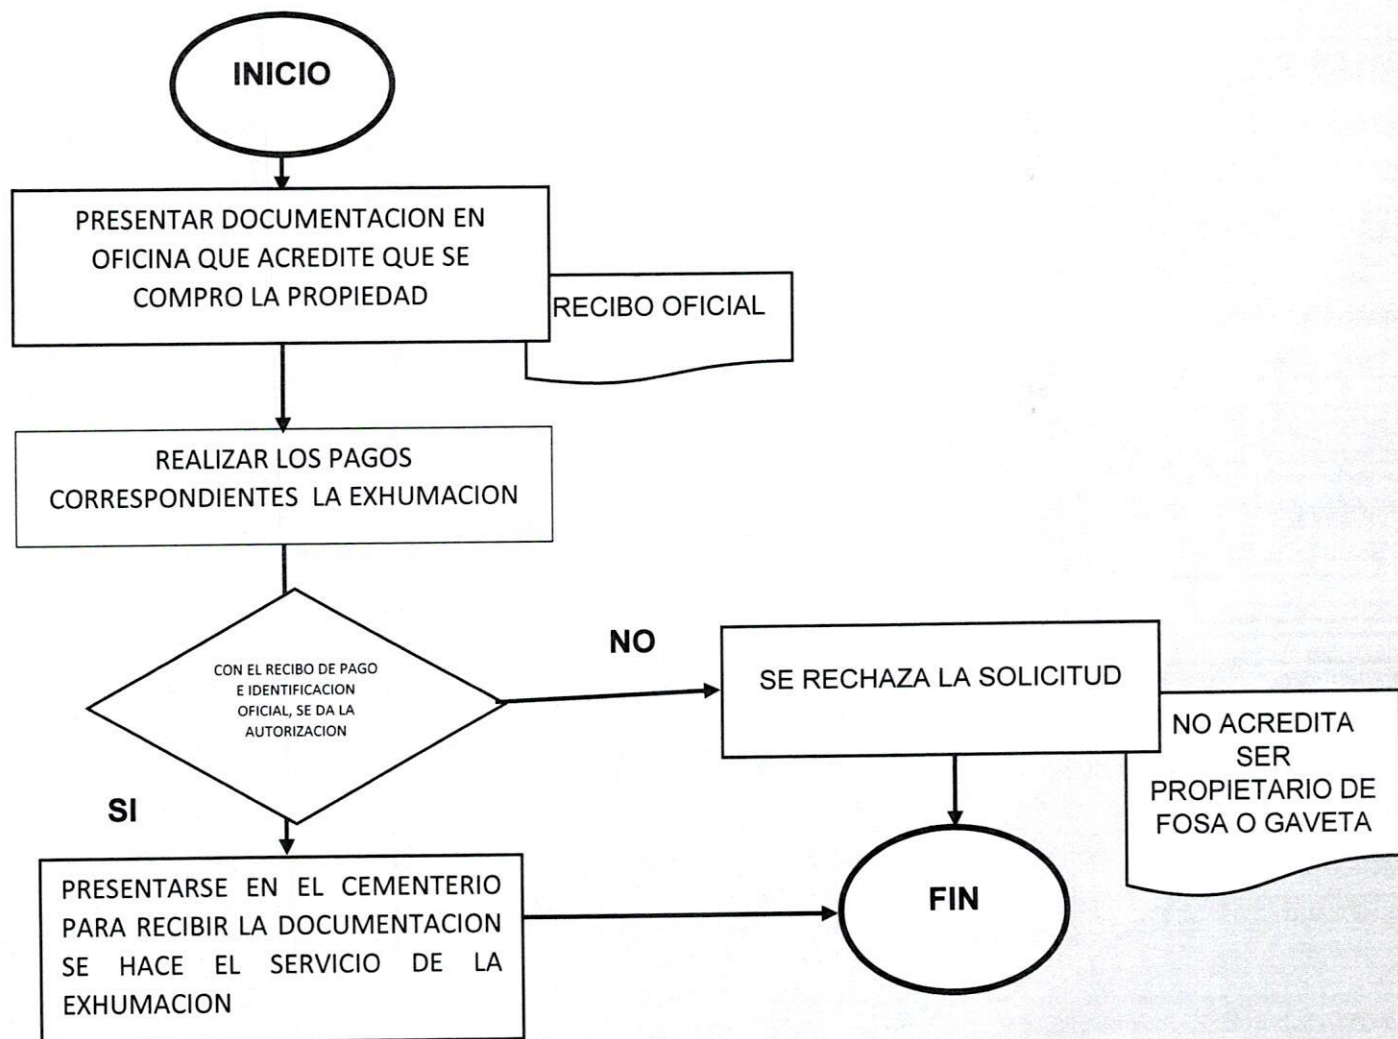 INICIO
PRESENTAR DOCUMENTACION EN
OFICINA QUE ACREDITE QUE SE
COMPRO LA PROPIEDAD
RECIBO OFICIAL
REALIZAR LOS PAGOS
CORRESPONDIENTES LA EXHUMACION
CON EL RECIBO DE PAGO
E IDENTIFICACION
OFICIAL, SE DA LA
AUTORIZACION
NO
SE RECHAZA LA SOLICITUD
NO ACREDITA
SER
PROPIETARIO DE
FOSA O GAVETA
SI
PRESENTARSE EN EL CEMENTERIO
PARA RECIBIR LA DOCUMENTACION
SE HACE EL SERVICIO DE LA
EXHUMACION
FIN